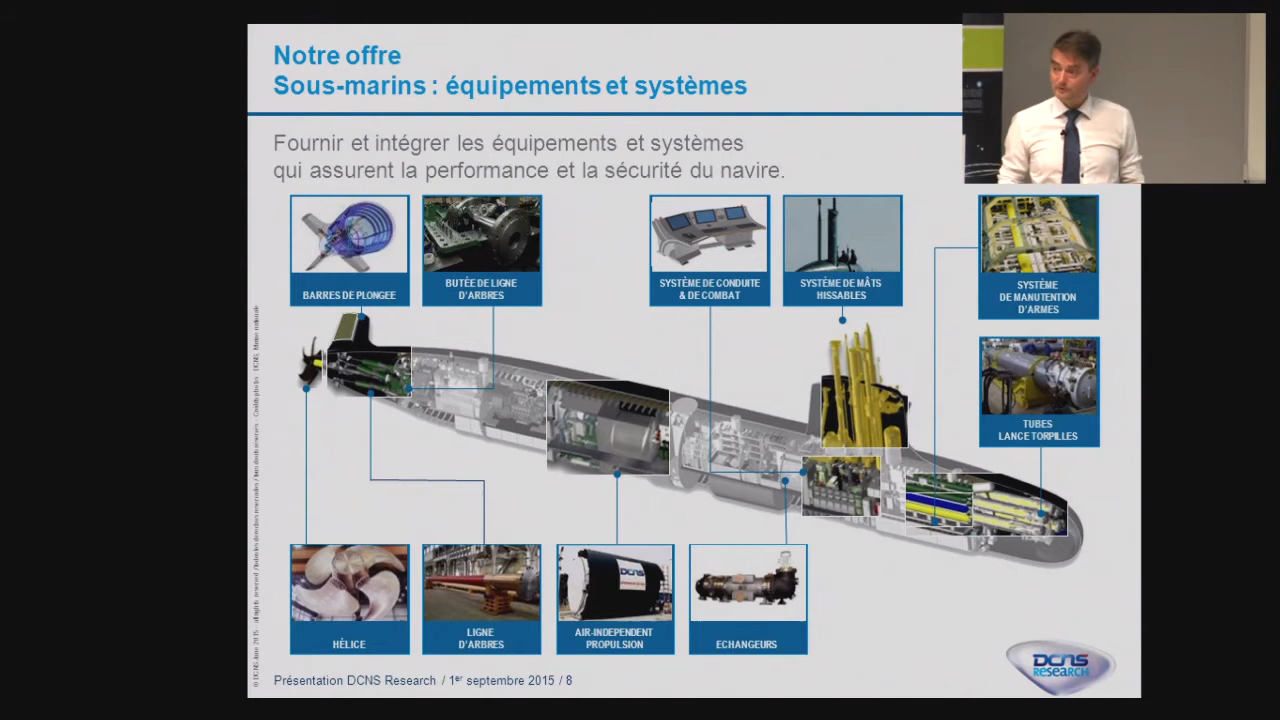 Notre offre
Sous-marins : équipements et systèmes
Fournir et intégrer les équipements et systèmes
qui assurent la performance et la sécurité du navire.
BARRES DE PLONGEE
BUTÉE DE LIGNE
D'ARBRES
SYSTÈME DE CONDUITE
& DE COMBAT
SYSTÈME DE MÂTS
HISSABLES
SYSTÈME
DE MANUTENTION
D'ARMES
TUBES
LANCE TORPILLES
HÉLICE
LIGNE
D'ARBRES
DCNS
AIR-INDEPENDENT
PROPULSION
ECHANGEURS
Présentation DCNS Research / 1er septembre 2015 / 8
DCNS
RESEARCH